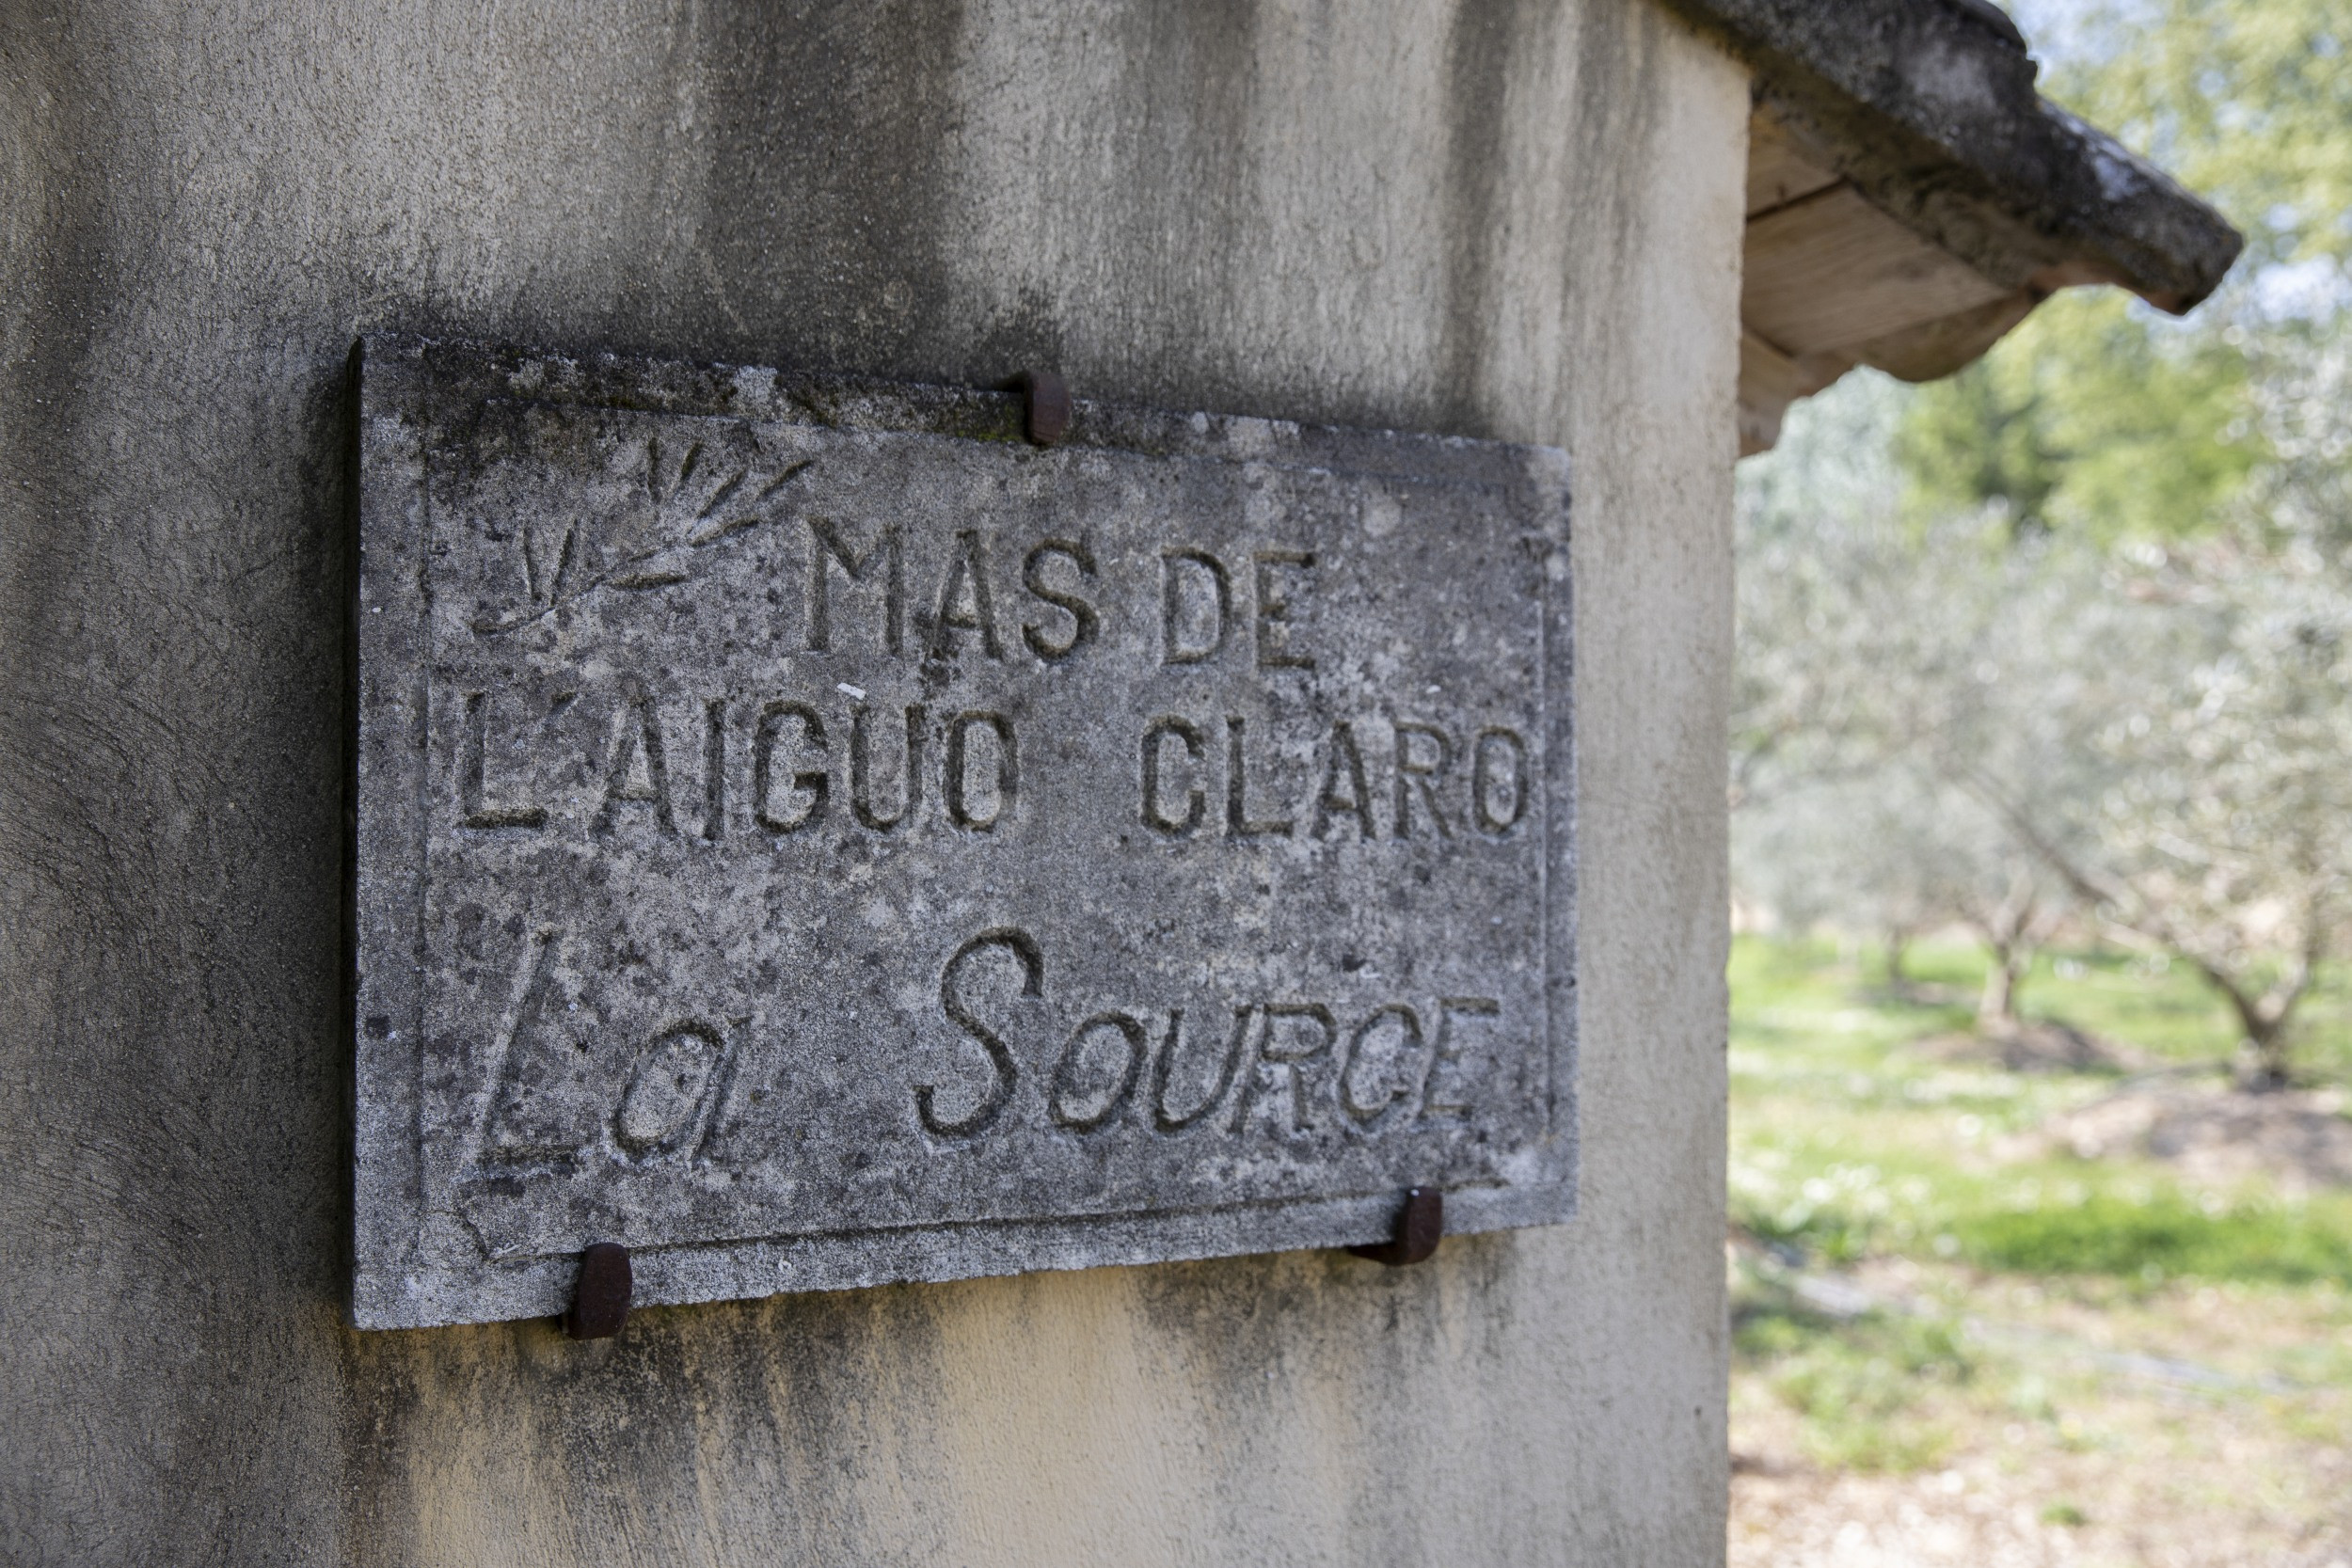 MAS DE
L'AIGUO CLARO
La SOURCE